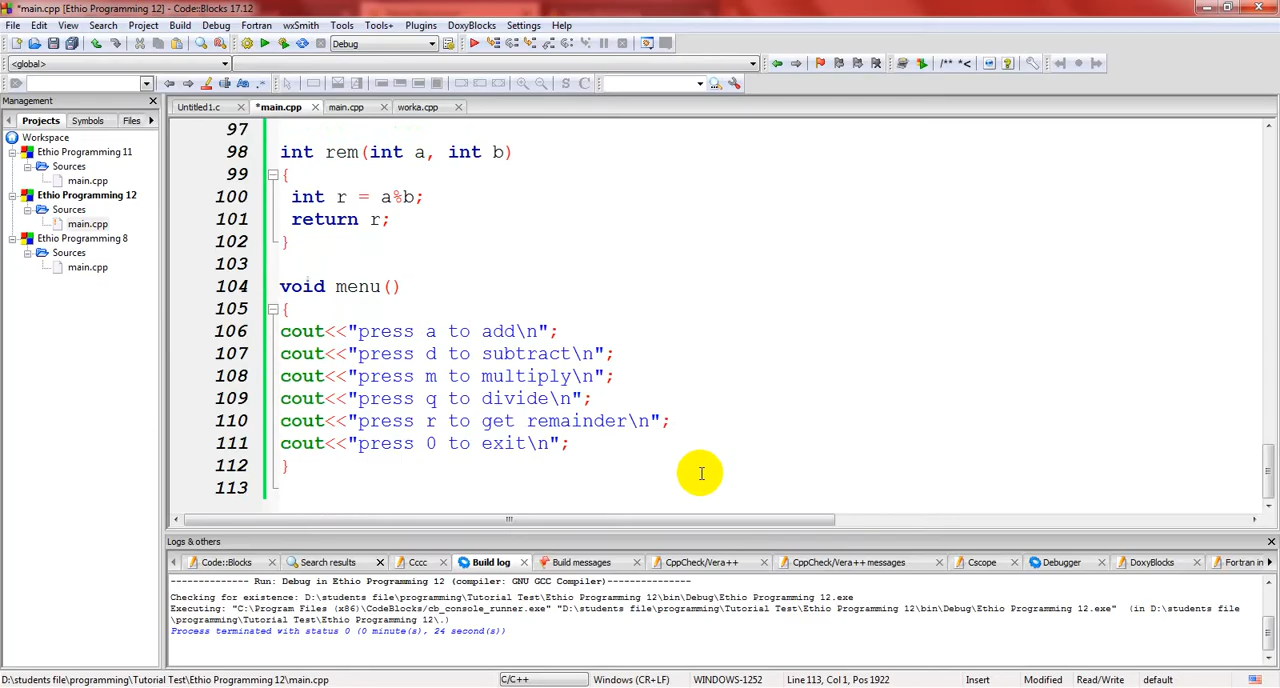 *main.cpp [Ethio Programming 12] - Code::Blocks 17.12
File Edit View Search Project Build Debug Fortran wxSmith Tools Tools+ Plugins DoxyBlocks Settings Help
Debug
<global>
/** *<
S C
Management
Projects Symbols Files
Workspace
Ethio Programming 11
Sources
main.cpp
Ethio Programming 12
Sources
main.cpp
Ethio Programming 8
Sources
main.cpp
Untitled1.c *main.cpp main.cpp worka.cpp
97
98 int rem(int a, int b)
99 {
100 int r = a%b;
101 return r;
102 }
103
104 void menu()
105 {
106 cout<<"press a to add\n";
107 cout<<"press d to subtract\n";
108 cout<<"press m to multiply\n";
109 cout<<"press q to divide\n";
110 cout<<"press r to get remainder\n";
111 cout<<"press 0 to exit\n";
112 }
113
Logs & others
Code::Blocks Search results Cccc Build log Build messages CppCheck/Vera++ CppCheck/Vera++ messages Cscope Debugger DoxyBlocks Fortran in
-------------- Run: Debug in Ethio Programming 12 (compiler: GNU GCC Compiler)---------------
Checking for existence: D:\students file\programming\Tutorial Test\Ethio Programming 12\bin\Debug\Ethio Programming 12.exe
Executing: "C:\Program Files (x86)\CodeBlocks/cb_console_runner.exe" "D:\students file\programming\Tutorial Test\Ethio Programming 12\bin\Debug\Ethio Programming 12.exe" (in D:\students file
\programming\Tutorial Test\Ethio Programming 12\.)
Process terminated with status 0 (0 minute(s), 24 second(s))
D:\students file\programming\Tutorial Test\Ethio Programming 12\main.cpp C/C++ Windows (CR+LF) WINDOWS-1252 Line 113, Col 1, Pos 1922 Insert Modified Read/Write default